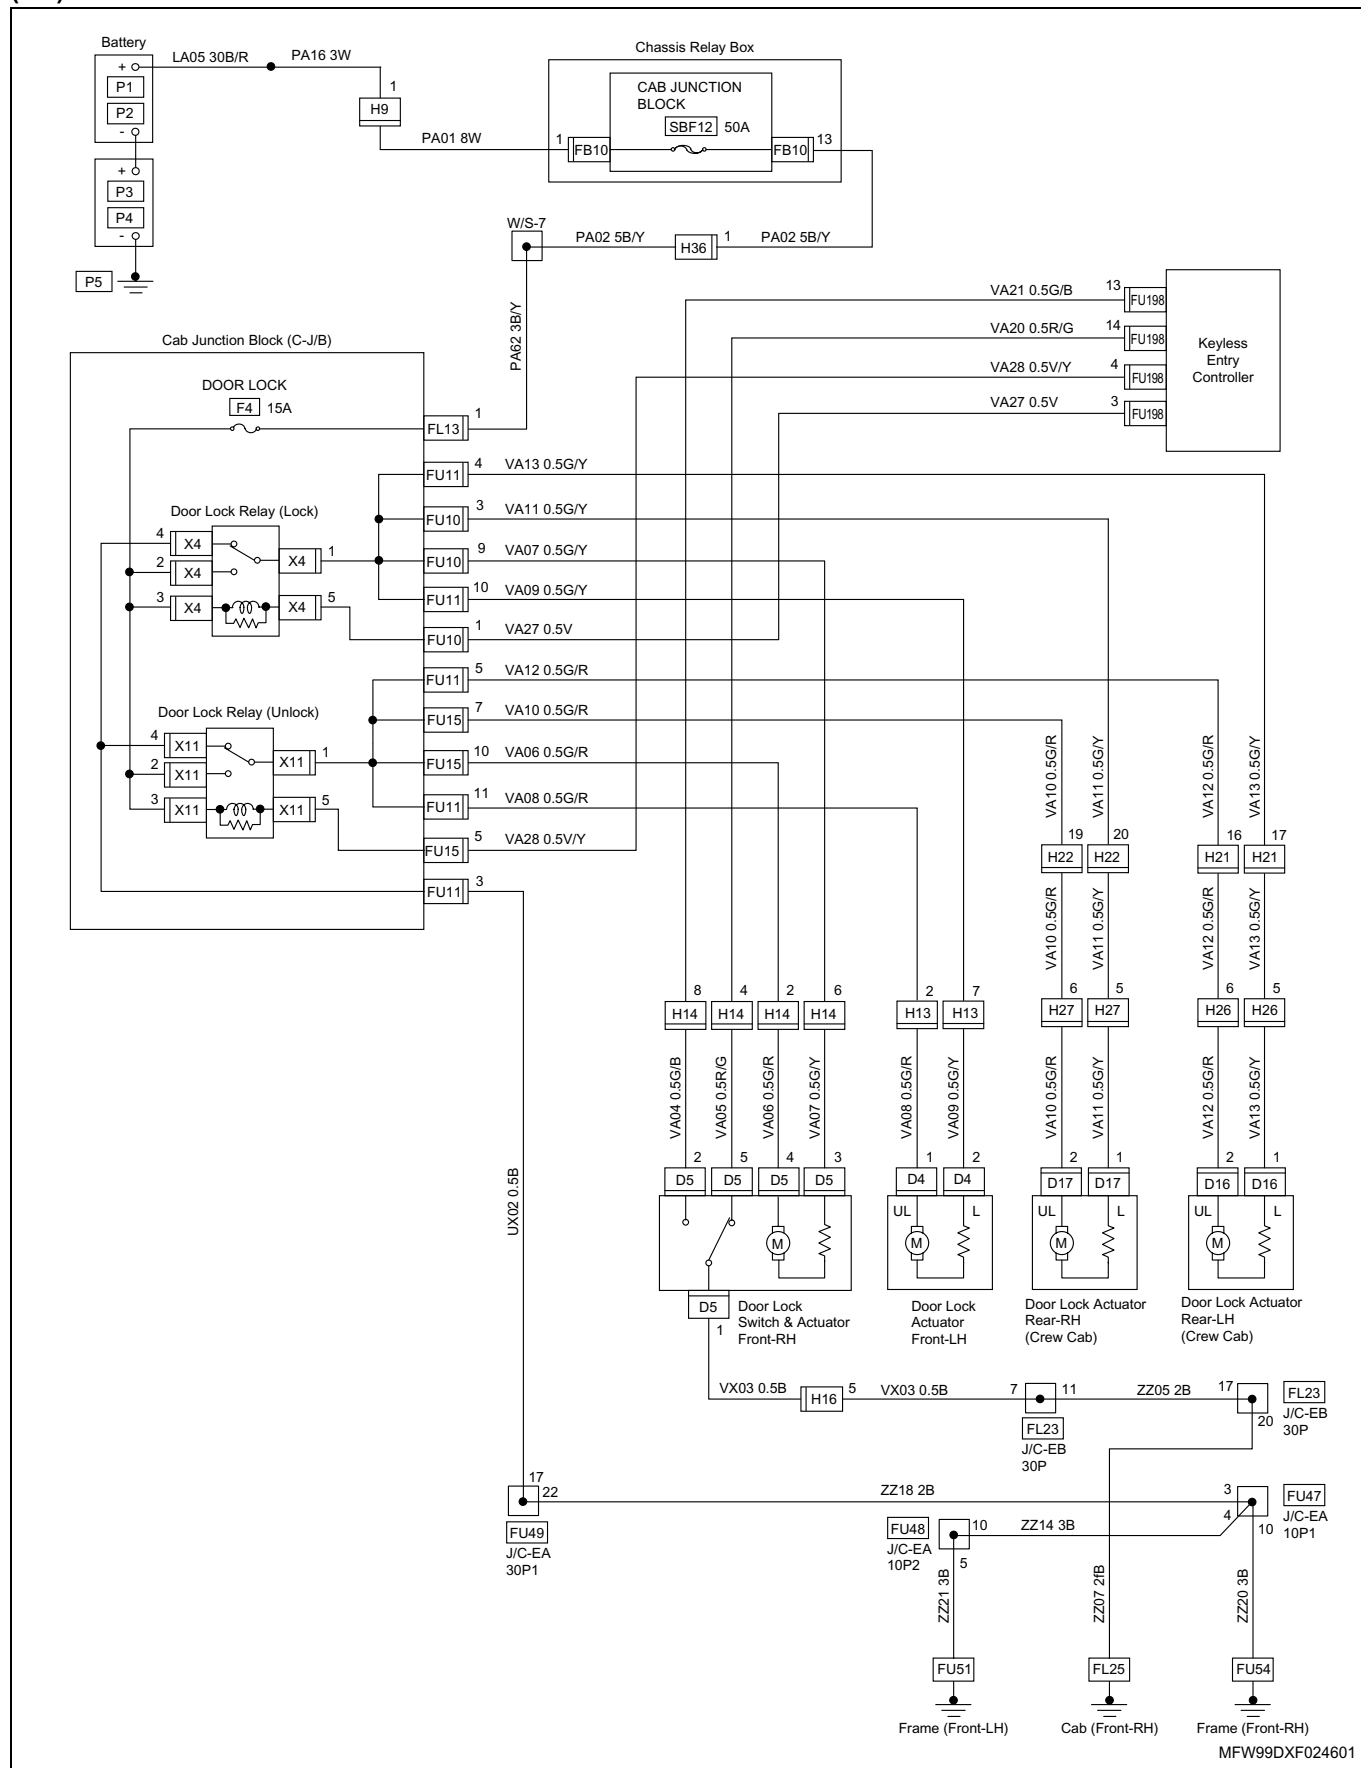 Battery
LA05 30B/R
PA16 3W
+
P1
P2
-
+
P3
P4
-
P5
1
H9
PA01 8W
Chassis Relay Box
CAB JUNCTION
BLOCK
SBF12 50A
1
FB10
FB10
13
W/S-7
PA02 5B/Y
H36
1
PA02 5B/Y
PA62 3B/Y
VA21 0.5G/B
13
FU198
VA20 0.5R/G
14
FU198
VA28 0.5V/Y
4
FU198
VA27 0.5V
3
FU198
Keyless
Entry
Controller
Cab Junction Block (C-J/B)
DOOR LOCK
F4 15A
FL13
1
FU11
4
VA13 0.5G/Y
Door Lock Relay (Lock)
FU10
3
VA11 0.5G/Y
4
X4
2
X4
X4
1
FU10
9
VA07 0.5G/Y
3
X4
X4
5
FU11
10
VA09 0.5G/Y
FU10
1
VA27 0.5V
FU11
5
VA12 0.5G/R
Door Lock Relay (Unlock)
FU15
7
VA10 0.5G/R
4
X11
2
X11
X11
1
FU15
10
VA06 0.5G/R
3
X11
X11
5
FU11
11
VA08 0.5G/R
FU15
5
VA28 0.5V/Y
FU11
3
VA10 0.5G/R
VA11 0.5G/Y
VA12 0.5G/R
VA13 0.5G/Y
19
20
16
17
H22
H22
H21
H21
VA10 0.5G/R
VA11 0.5G/Y
VA12 0.5G/R
VA13 0.5G/Y
8
4
2
6
2
7
6
5
6
5
H14
H14
H14
H14
H13
H13
H27
H27
H26
H26
VA04 0.5G/B
VA05 0.5R/G
VA06 0.5G/R
VA07 0.5G/Y
VA08 0.5G/R
VA09 0.5G/Y
VA10 0.5G/R
VA11 0.5G/Y
VA12 0.5G/R
VA13 0.5G/Y
2
5
4
3
1
2
2
1
2
1
D5
D5
D5
D5
D4
D4
D17
D17
D16
D16
UL
L
UL
L
UL
L
M
M
M
M
UX02 0.5B
D5
1
Door Lock
Switch & Actuator
Front-RH
Door Lock
Actuator
Front-LH
Door Lock Actuator
Rear-RH
(Crew Cab)
Door Lock Actuator
Rear-LH
(Crew Cab)
VX03 0.5B
H16
5
VX03 0.5B
7
11
FL23
J/C-EB
30P
ZZ05 2B
17
20
FL23
J/C-EB
30P
17
22
FU49
J/C-EA
30P1
ZZ18 2B
3
4
10
FU47
J/C-EA
10P1
FU48
J/C-EA
10P2
10
5
ZZ14 3B
ZZ21 3B
ZZ07 2fB
ZZ20 3B
FU51
FL25
FU54
Frame (Front-LH)
Cab (Front-RH)
Frame (Front-RH)
MFW99DXF024601